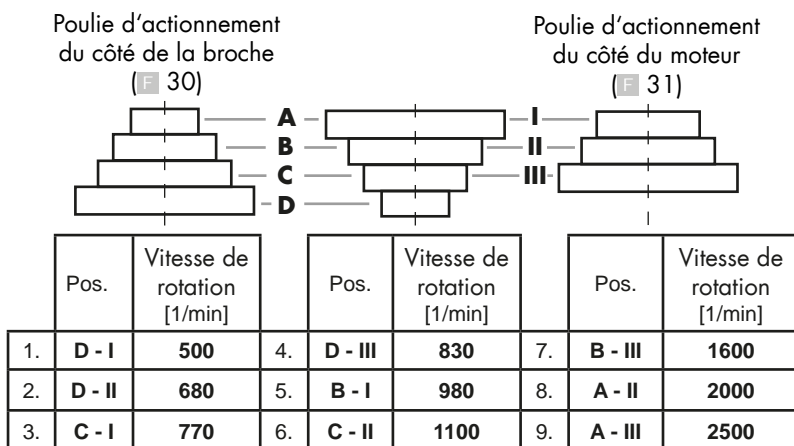 Poulie d‘actionnement
du côté de la broche
(F 30)
Poulie d‘actionnement
du côté du moteur
(F 31)
A I
B II
C III
D
Pos. Vitesse de rotation [1/min] Pos. Vitesse de rotation [1/min] Pos. Vitesse de rotation [1/min]
1. D - I 500 4. D - III 830 7. B - III 1600
2. D - II 680 5. B - I 980 8. A - II 2000
3. C - I 770 6. C - II 1100 9. A - III 2500